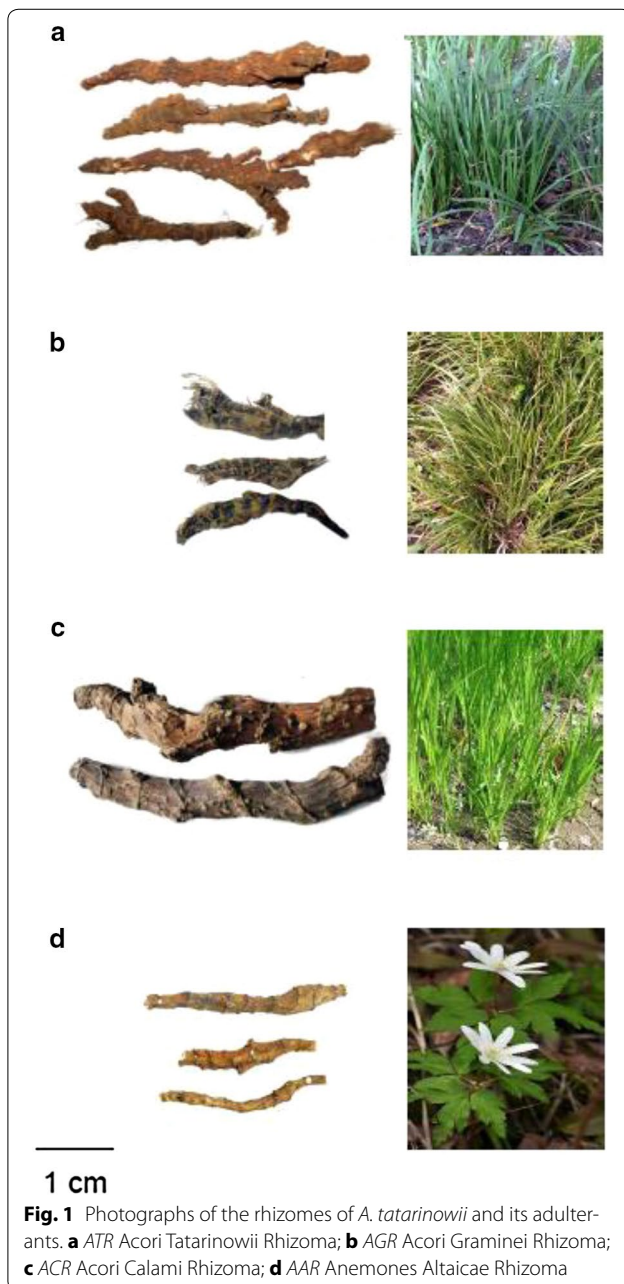 a
b
c
d
1 cm
Fig. 1 Photographs of the rhizomes of A. tatarinowii and its adulter-
ants. a ATR Acori Tatarinowii Rhizoma; b AGR Acori Graminei Rhizoma;
c ACR Acori Calami Rhizoma; d AAR Anemones Altaicae Rhizoma